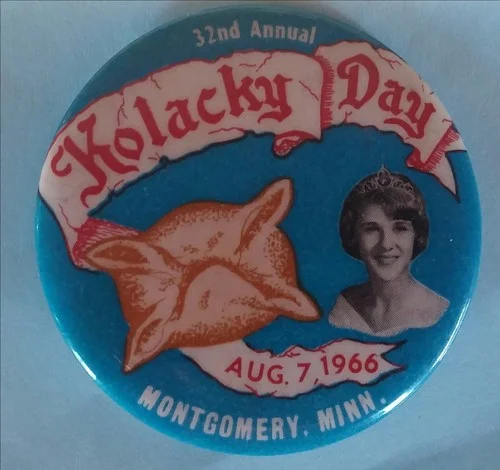 32nd Annual
Kolacky Day
AUG. 7, 1966
MONTGOMERY, MINN.